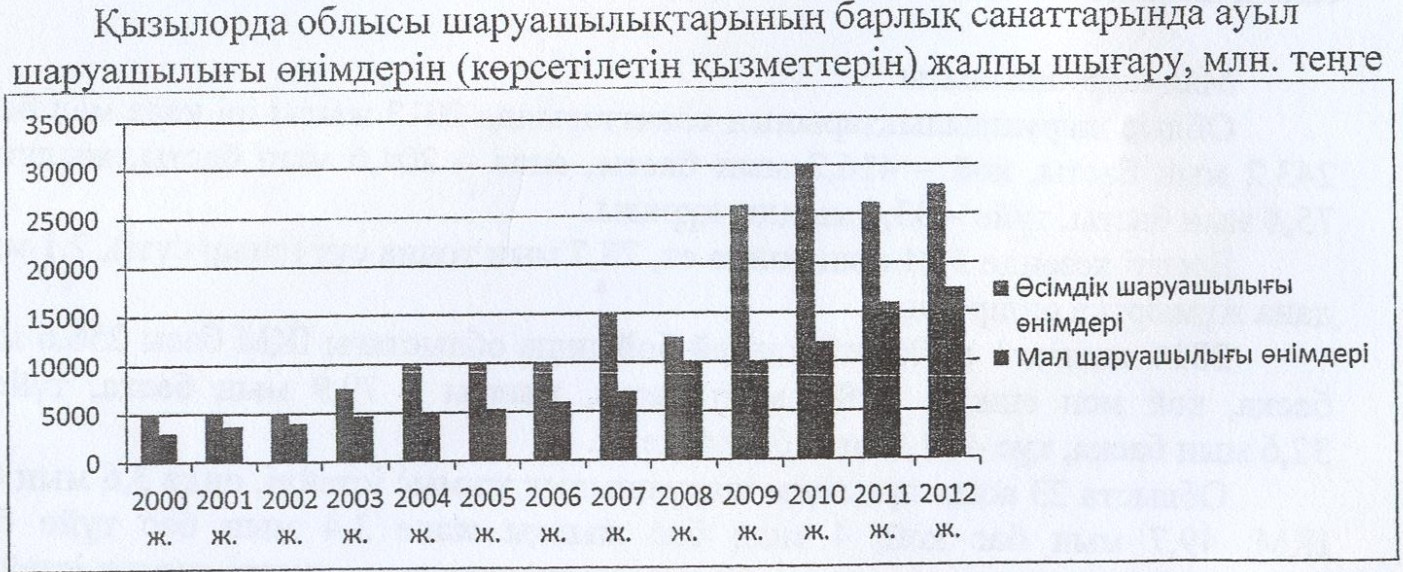 Қызылорда облысы шаруашылықтарының барлық санаттарында ауыл
шаруашылығы өнімдерін (көрсетілетін қызметтерін) жалпы шығару, млн. теңге
35000
30000
25000
20000
15000
10000
5000
0
2000 2001 2002 2003 2004 2005 2006 2007 2008 2009 2010 2011 2012
ж. ж. ж. ж. ж. ж. ж. ж. ж. ж. ж. ж. ж.
Өсімдік шаруашылығы
өнімдері
Мал шаруашылығы өнімдері